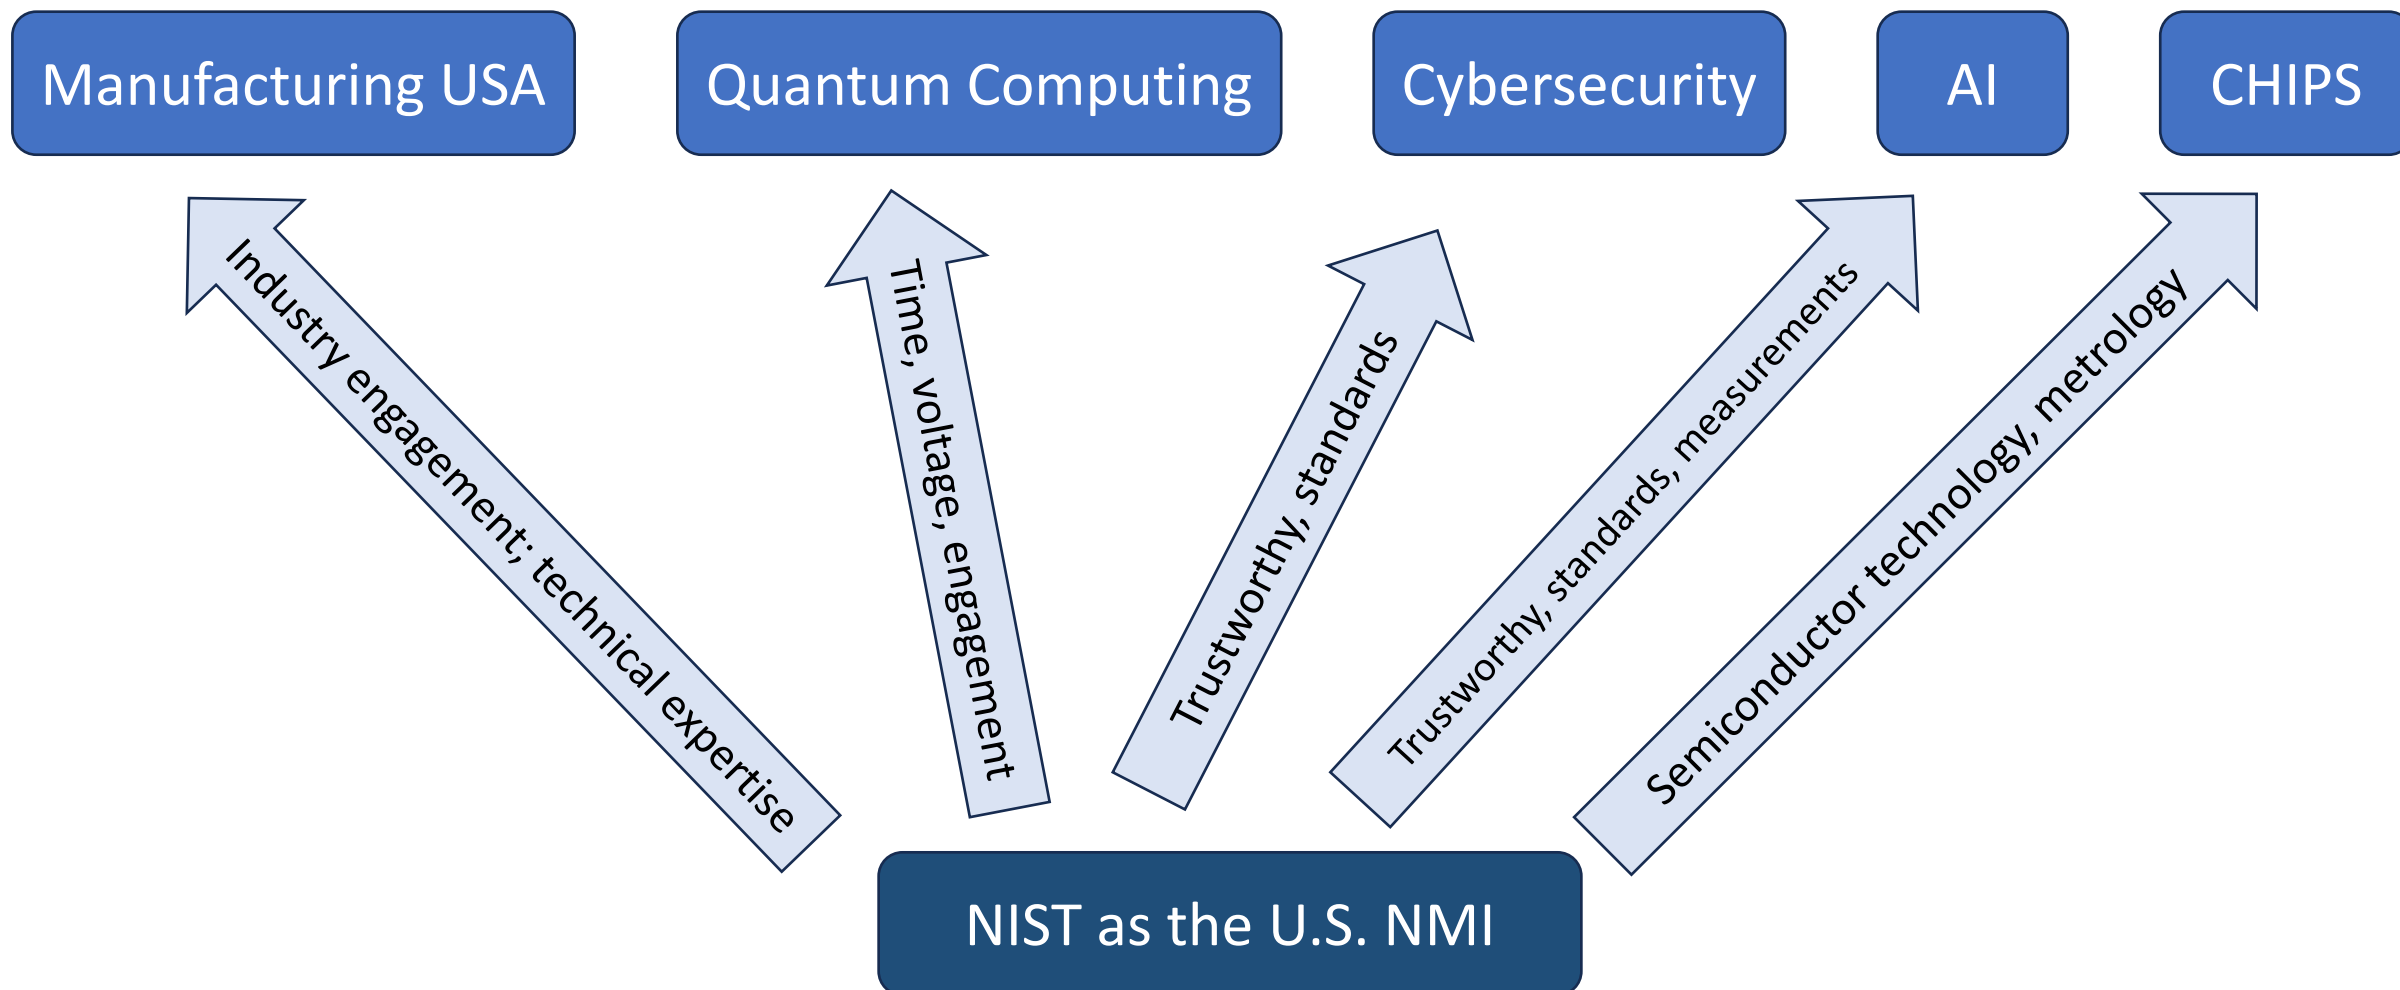 Manufacturing USA
Quantum Computing
Cybersecurity
AI
CHIPS
Industry engagement; technical expertise
Time, voltage, engagement
Trustworthy, standards
Trustworthy, standards, measurements
Semiconductor technology, metrology
NIST as the U.S. NMI